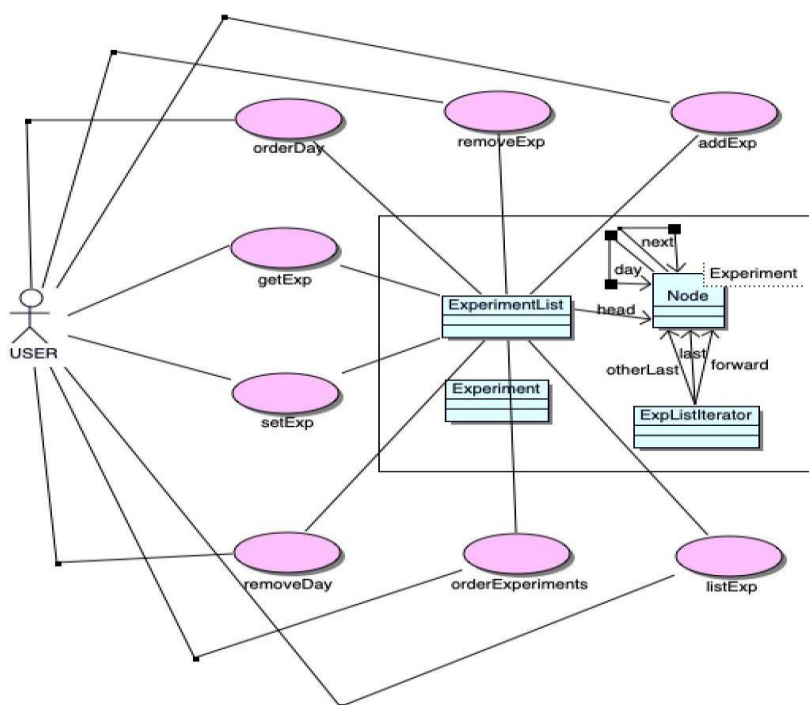 orderDay
removeExp
addExp
next
day
Experiment
getExp
Node
ExperimentList
head
USER
last
otherLast
forward
Experiment
setExp
ExpListIterator
removeDay
orderExperiments
listExp